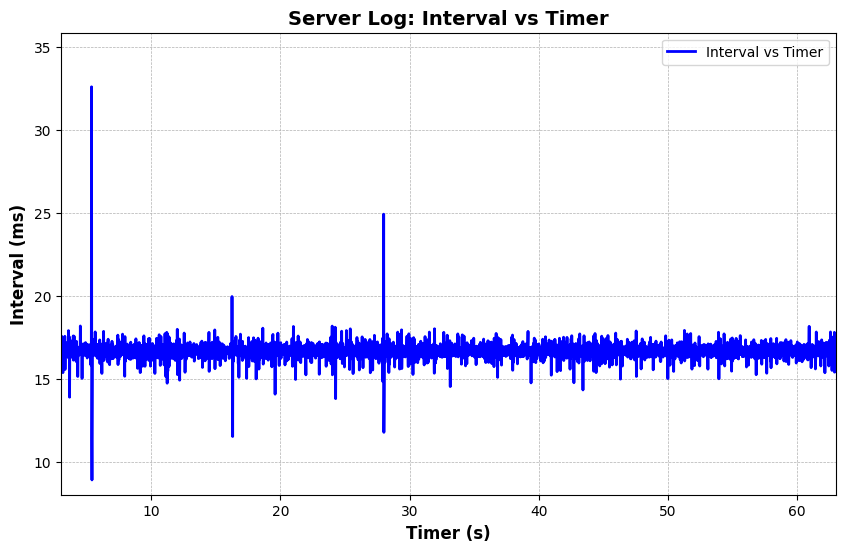 Server Log: Interval vs Timer
Interval vs Timer
35
30
25
20
15
10
Interval (ms)
10 20 30 40 50 60
Timer (s)